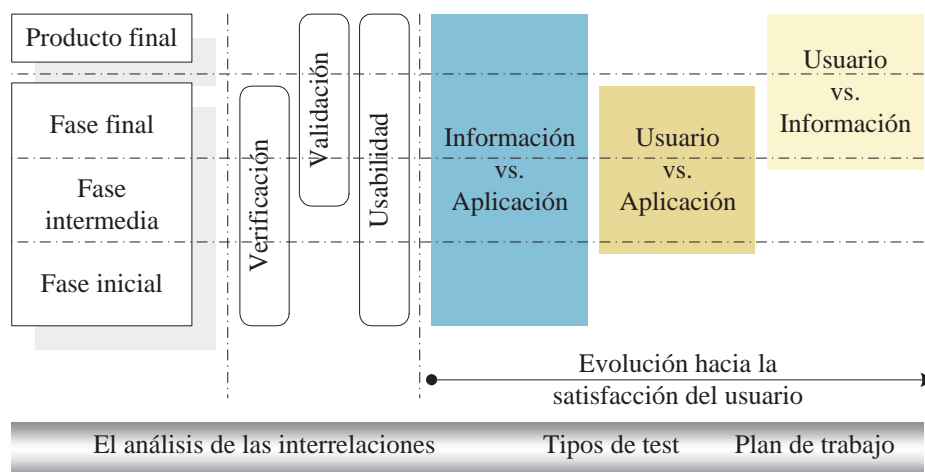 Producto final
Fase final
Fase
intermedia
Fase inicial
Verificación
Validación
Usabilidad
Información
vs.
Aplicación
Usuario
vs.
Aplicación
Usuario
vs.
Información
Evolución hacia la
satisfacción del usuario
El análisis de las interrelaciones
Tipos de test
Plan de trabajo